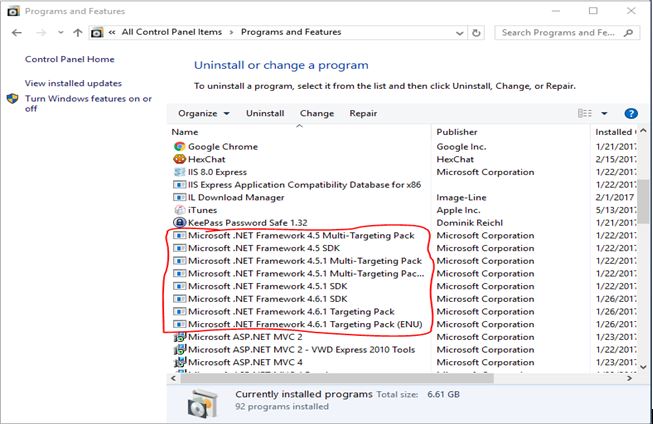 Programs and Features
All Control Panel Items > Programs and Features
Search Programs and Fe...
Control Panel Home
View installed updates
Turn Windows features on or
off
Uninstall or change a program
To uninstall a program, select it from the list and then click Uninstall, Change, or Repair.
Organize Uninstall Change Repair
Name Publisher Installed
Google Chrome Google Inc. 1/21/2017
HexChat HexChat 2/15/2017
IIS 8.0 Express Microsoft Corporation 1/22/2017
IIS Express Application Compatibility Database for x86 1/22/2017
IL Download Manager Image-Line 2/1/2017
iTunes Apple Inc. 5/13/2017
KeePass Password Safe 1.32 Dominik Reichl 1/21/2017
Microsoft .NET Framework 4.5 Multi-Targeting Pack Microsoft Corporation 1/22/2017
Microsoft .NET Framework 4.5 SDK Microsoft Corporation 1/22/2017
Microsoft .NET Framework 4.5.1 Multi-Targeting Pack Microsoft Corporation 1/22/2017
Microsoft .NET Framework 4.5.1 Multi-Targeting Pac... Microsoft Corporation 1/22/2017
Microsoft .NET Framework 4.5.1 SDK Microsoft Corporation 1/22/2017
Microsoft .NET Framework 4.6.1 SDK Microsoft Corporation 1/26/2017
Microsoft .NET Framework 4.6.1 Targeting Pack Microsoft Corporation 1/26/2017
Microsoft .NET Framework 4.6.1 Targeting Pack (ENU) Microsoft Corporation 1/26/2017
Microsoft ASP.NET MVC 2 Microsoft Corporation 1/23/2017
Microsoft ASP.NET MVC 2 - VWD Express 2010 Tools Microsoft Corporation 1/22/2017
Microsoft ASP.NET MVC 4 Microsoft Corporation 1/23/2017
Currently installed programs Total size: 6.61 GB
92 programs installed